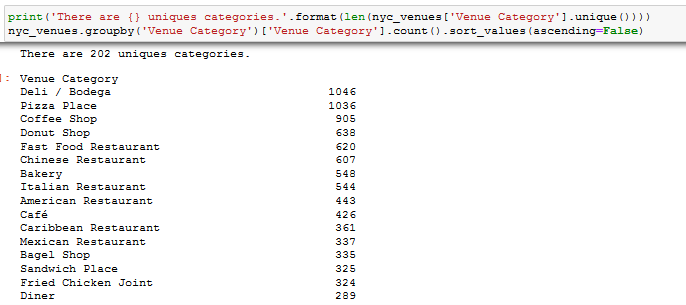 print('There are {} uniques categories.'.format(len(nyc_venues['Venue Category'].unique())))
nyc_venues.groupby('Venue Category')['Venue Category'].count().sort_values(ascending=False)
There are 202 uniques categories.
]: Venue Category
Deli / Bodega 1046
Pizza Place 1036
Coffee Shop 905
Donut Shop 638
Fast Food Restaurant 620
Chinese Restaurant 607
Bakery 548
Italian Restaurant 544
American Restaurant 443
Café 426
Caribbean Restaurant 361
Mexican Restaurant 337
Bagel Shop 335
Sandwich Place 325
Fried Chicken Joint 324
Diner 289